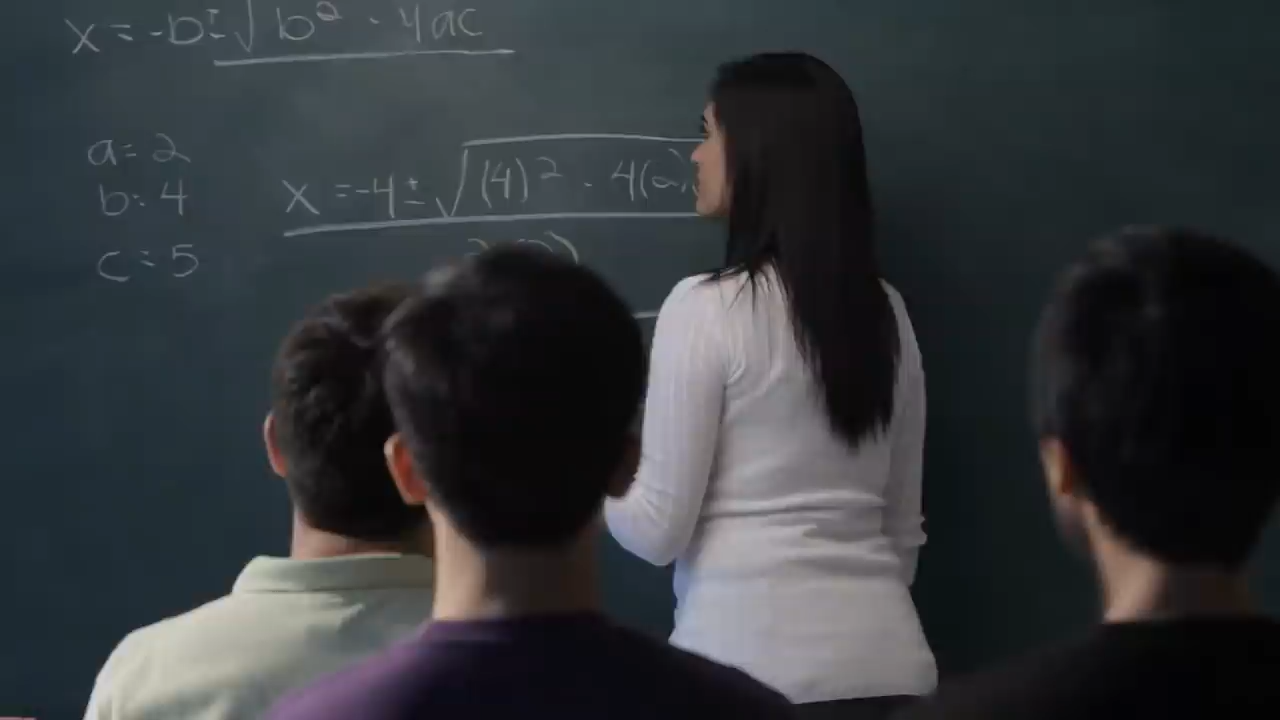 x = -b ± √ b² - 4ac
a = 2
b = 4
c = 5
x = -4 ± √ (4)² - 4(2)